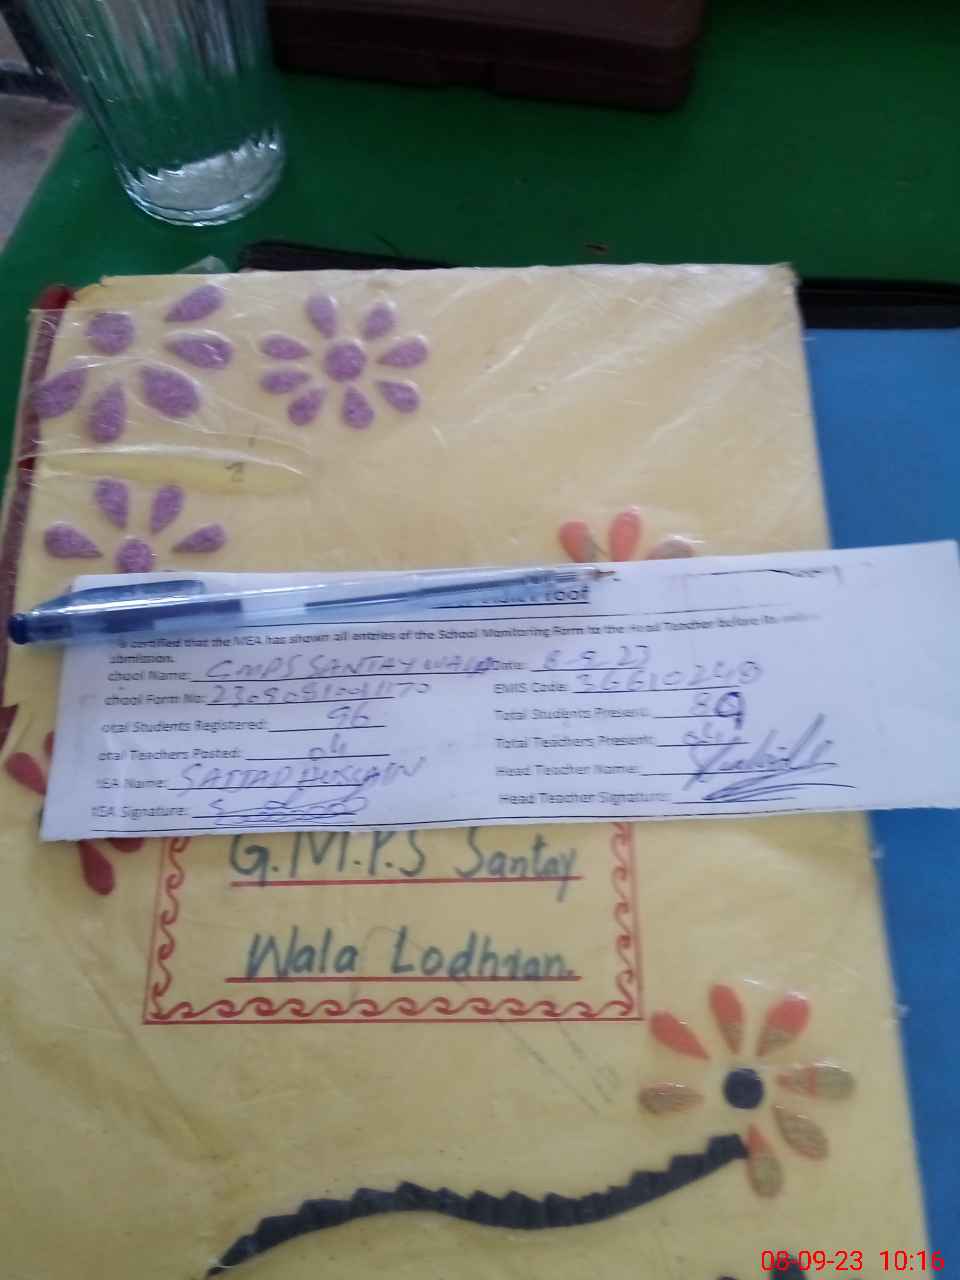 is certified that the MEA has shown all entries of the School Monitoring Form to the Head Teacher before its
ubmission.
chool Name: GMPS SANTAY WALA Date: 8-9-23
chool Form No: EMIS Code:
otal Students Registered: 96 Total Students Present: 89
otal Teachers Posted: 04 Total Teachers Present: 04
MEA Name: SAJJAD HUSSAIN Head Teacher Name:
MEA Signature: Head Teacher Signature:
G.M.P.S Santay
Wala Lodhran.
08-09-23 10:16